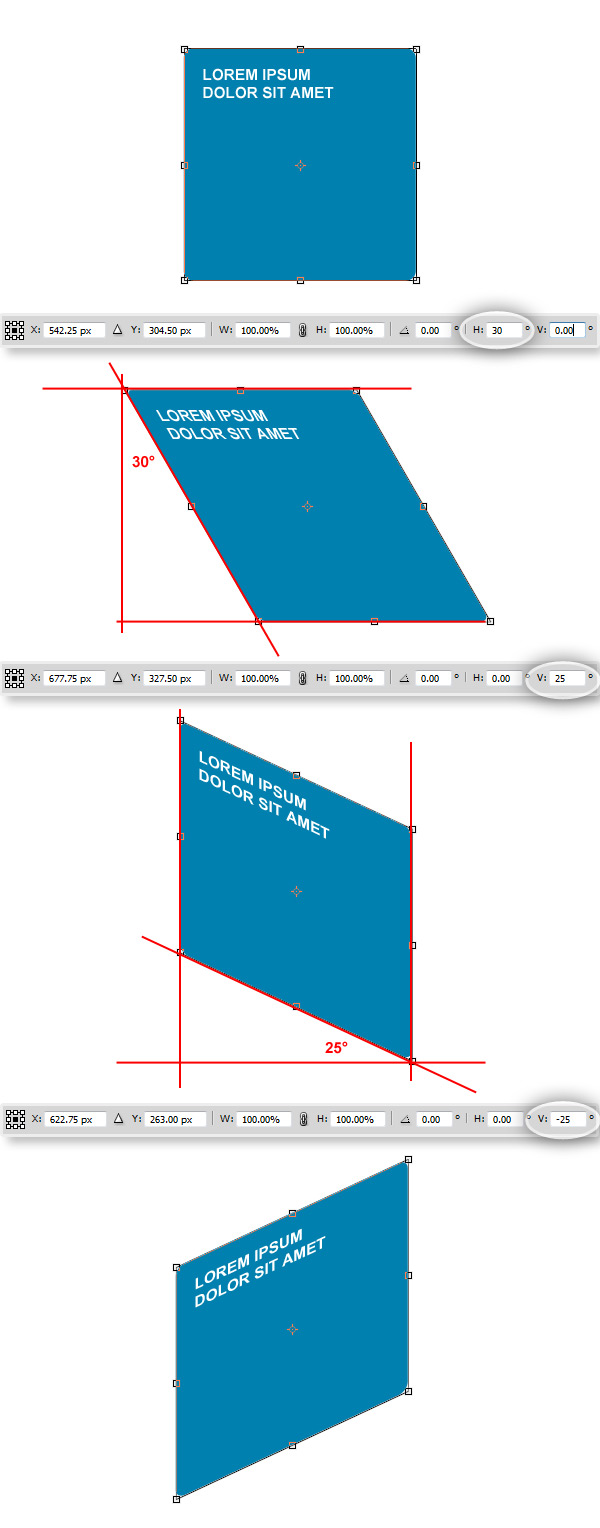 LOREM IPSUM
DOLOR SIT AMET
X: 542.25 px Y: 304.50 px W: 100.00% H: 100.00% 0.00 ° H: 30 ° V: 0.00 °
LOREM IPSUM
DOLOR SIT AMET
30°
X: 677.75 px Y: 327.50 px W: 100.00% H: 100.00% 0.00 ° H: 0.00 ° V: 25 °
LOREM IPSUM
DOLOR SIT AMET
25°
X: 622.75 px Y: 263.00 px W: 100.00% H: 100.00% 0.00 ° H: 0.00 ° V: -25 °
LOREM IPSUM
DOLOR SIT AMET